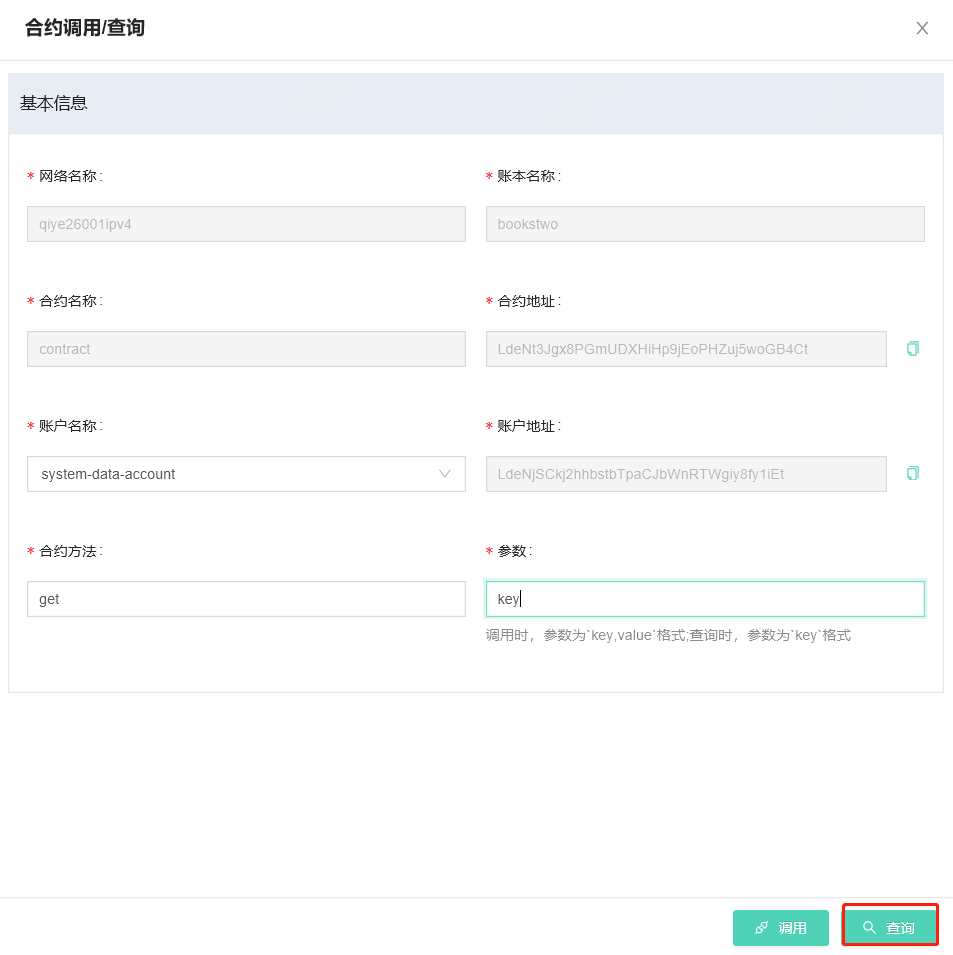 合约调用/查询
基本信息
* 网络名称:
* 账本名称:
qiye26001ipv4
bookstwo
* 合约名称:
* 合约地址:
contract
LdeNt3Jgx8PGmUDXHiHp9jEoPHZuj5woGB4Ct
* 账户名称:
* 账户地址:
system-data-account
LdeNjSCkj2hhbstbTpaCJbWnRTWgiy8fy1iEt
* 合约方法:
* 参数:
get
key
调用时，参数为`key,value`格式;查询时，参数为`key`格式
调用
查询